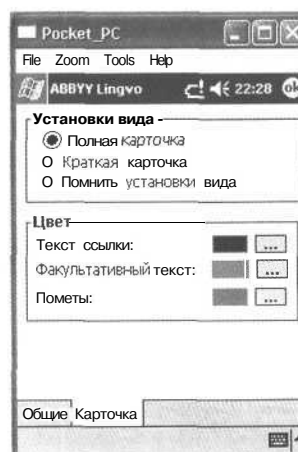 Pocket_PC
File Zoom Tools Help
ABBYY Lingvo 22:28
Установки вида
Полная карточка
Краткая карточка
Помнить установки вида
Цвет
Текст ссылки:
...
Факультативный текст:
...
Пометы:
...
Общие Карточка